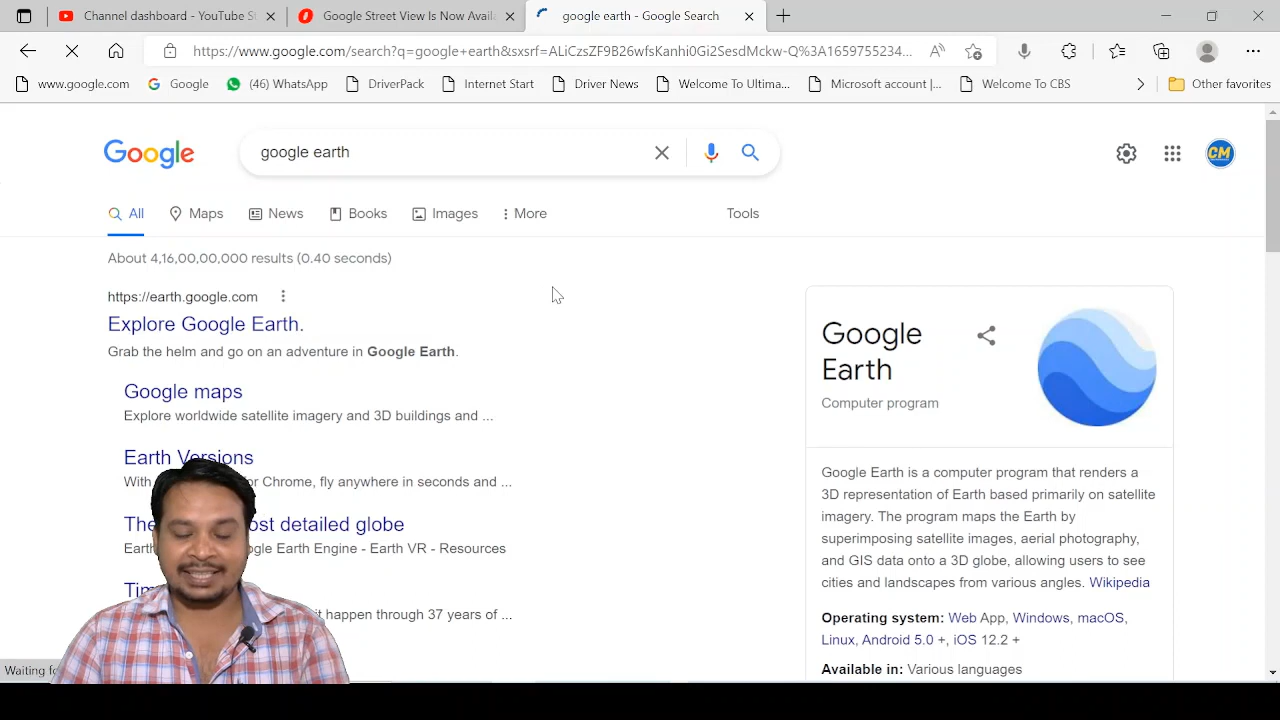 Channel dashboard - YouTube St
Google Street View Is Now Availa
google earth - Google Search
https://www.google.com/search?q=google+earth&sxsrf=ALiCzsZF9B26wfsKanhi0Gi2SesdMckw-Q%3A1659755234...
www.google.com
Google
(46) WhatsApp
DriverPack
Internet Start
Driver News
Welcome To Ultima...
Microsoft account |...
Welcome To CBS
Other favorites
Google
google earth
CM
All
Maps
News
Books
Images
More
Tools
About 4,16,00,00,000 results (0.40 seconds)
https://earth.google.com
Explore Google Earth.
Grab the helm and go on an adventure in Google Earth.
Google maps
Explore worldwide satellite imagery and 3D buildings and ...
Earth Versions
With or Chrome, fly anywhere in seconds and ...
The ost detailed globe
Earth ogle Earth Engine - Earth VR - Resources
Tim
it happen through 37 years of ...
Waiting fo
Google
Earth
Computer program
Google Earth is a computer program that renders a
3D representation of Earth based primarily on satellite
imagery. The program maps the Earth by
superimposing satellite images, aerial photography,
and GIS data onto a 3D globe, allowing users to see
cities and landscapes from various angles. Wikipedia
Operating system: Web App, Windows, macOS,
Linux, Android 5.0 +, iOS 12.2 +
Available in: Various languages